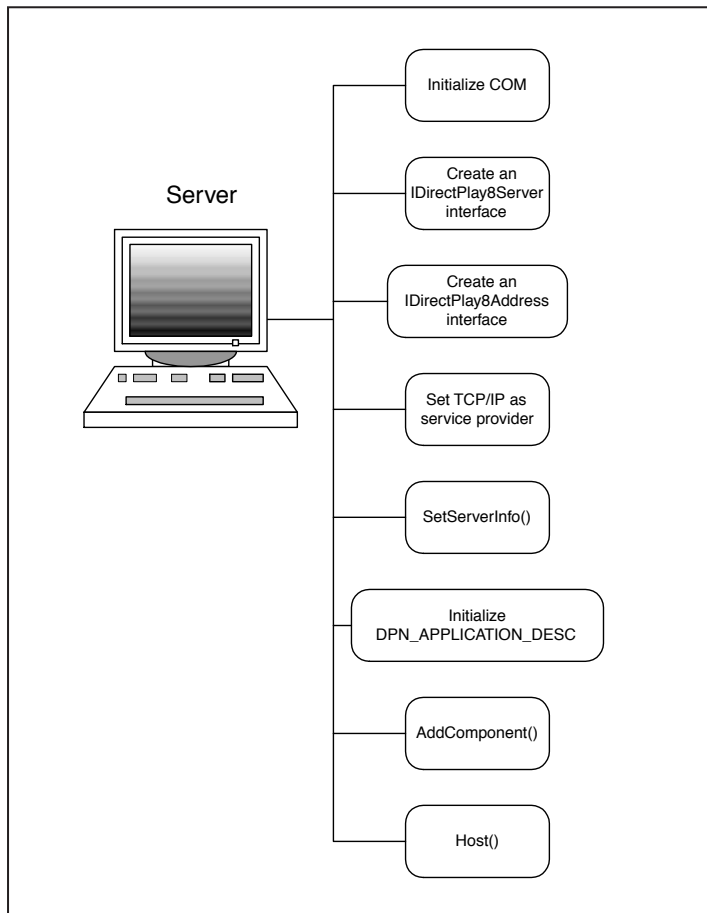 Initialize COM
Create an
IDirectPlay8Server
interface
Server
Create an
IDirectPlay8Address
interface
Set TCP/IP as
service provider
SetServerInfo()
Initialize
DPN_APPLICATION_DESC
AddComponent()
Host()